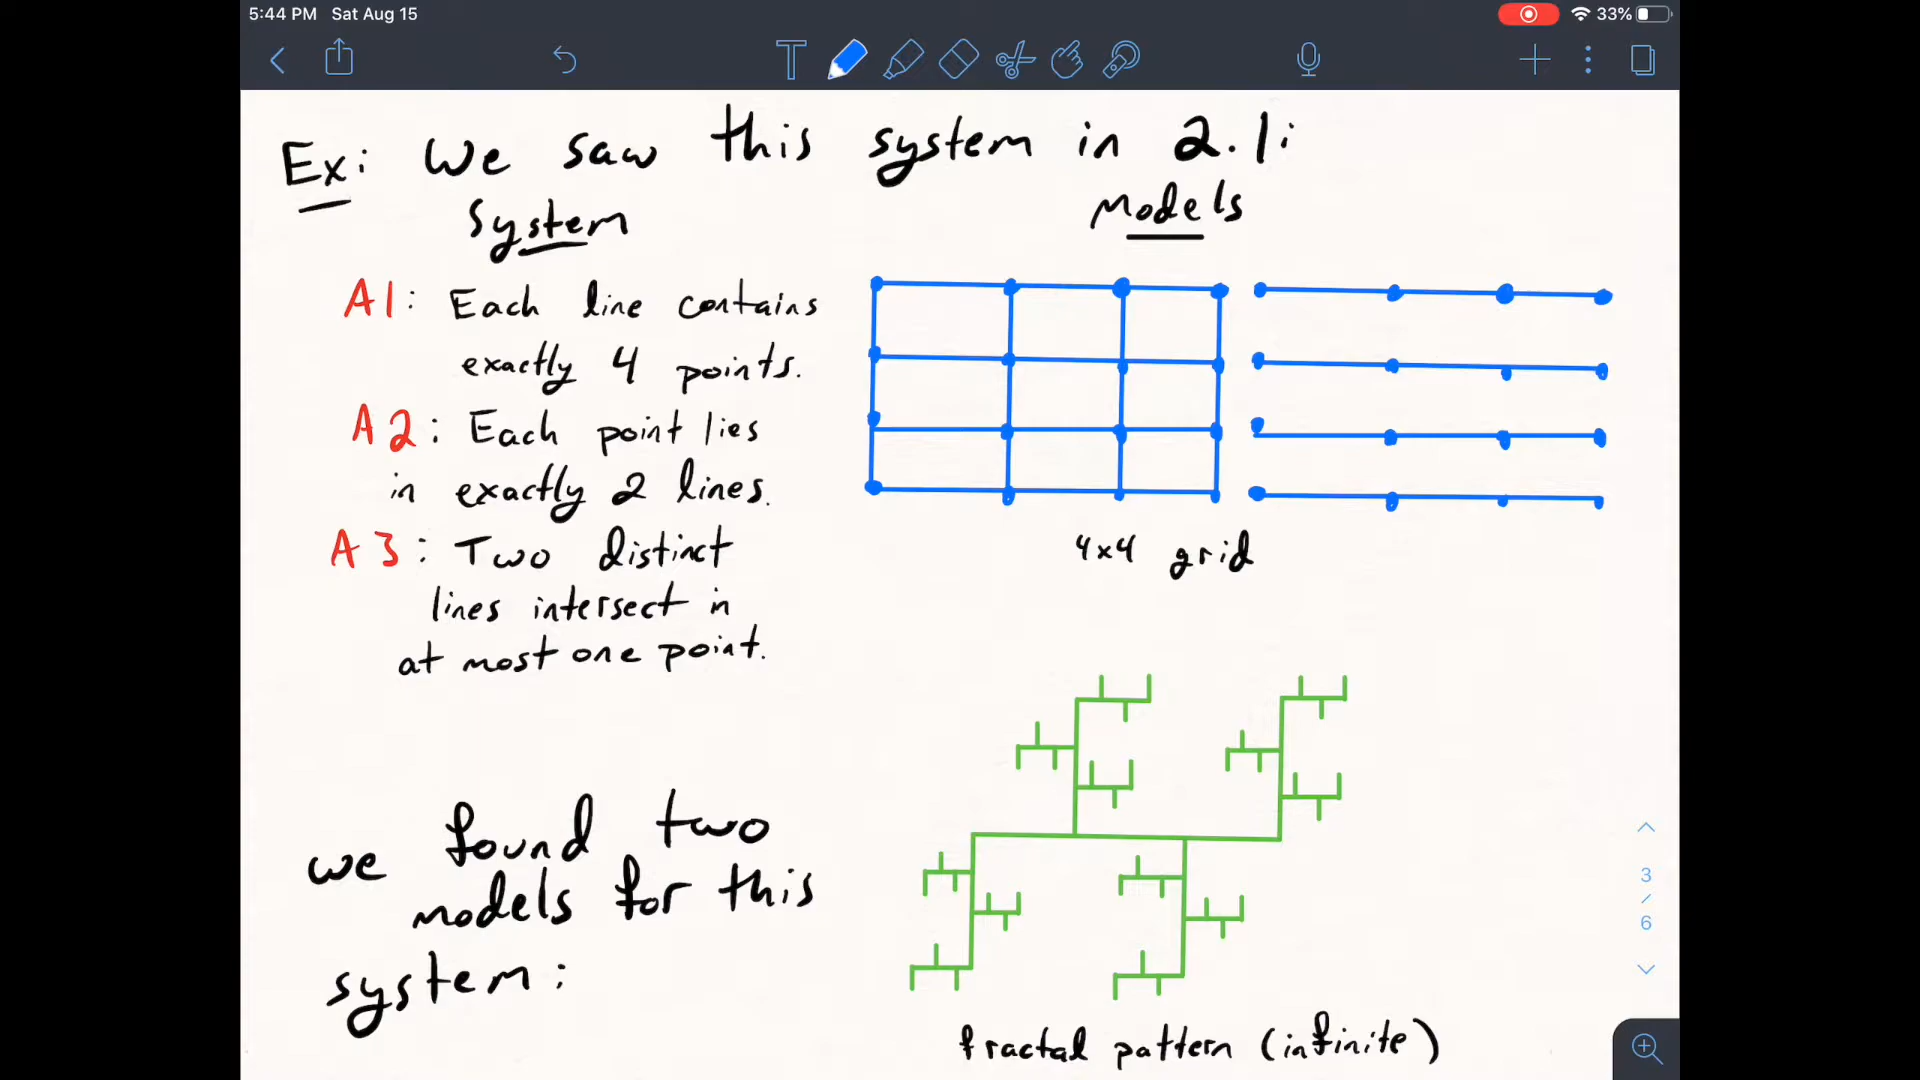 5:44 PM Sat Aug 15
33%
Ex: We saw this system in 2.1:
System
Models
A1: Each line contains
exactly 4 points.
A2: Each point lies
in exactly 2 lines.
A3: Two distinct
lines intersect in
at most one point.
4x4 grid
we found two
models for this
system:
fractal pattern (infinite)
T
3
/
6